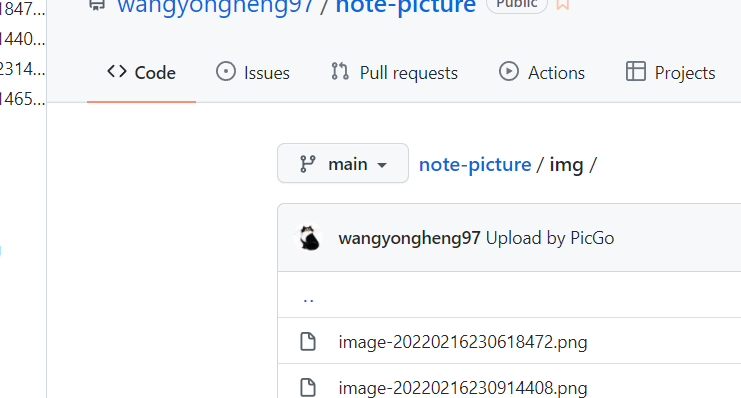 1847...
wangyongheng97 / note-picture Public
1440...
2314...
1465...
Code Issues Pull requests Actions Projects
main note-picture / img /
wangyongheng97 Upload by PicGo
..
image-20220216230618472.png
image-20220216230914408.png